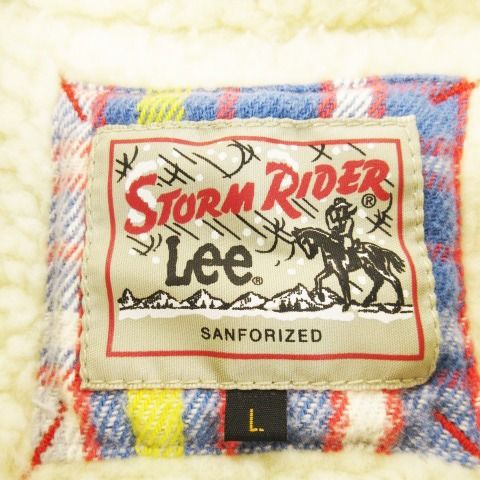 STORM RIDER®
Lee®
SANFORIZED
L.